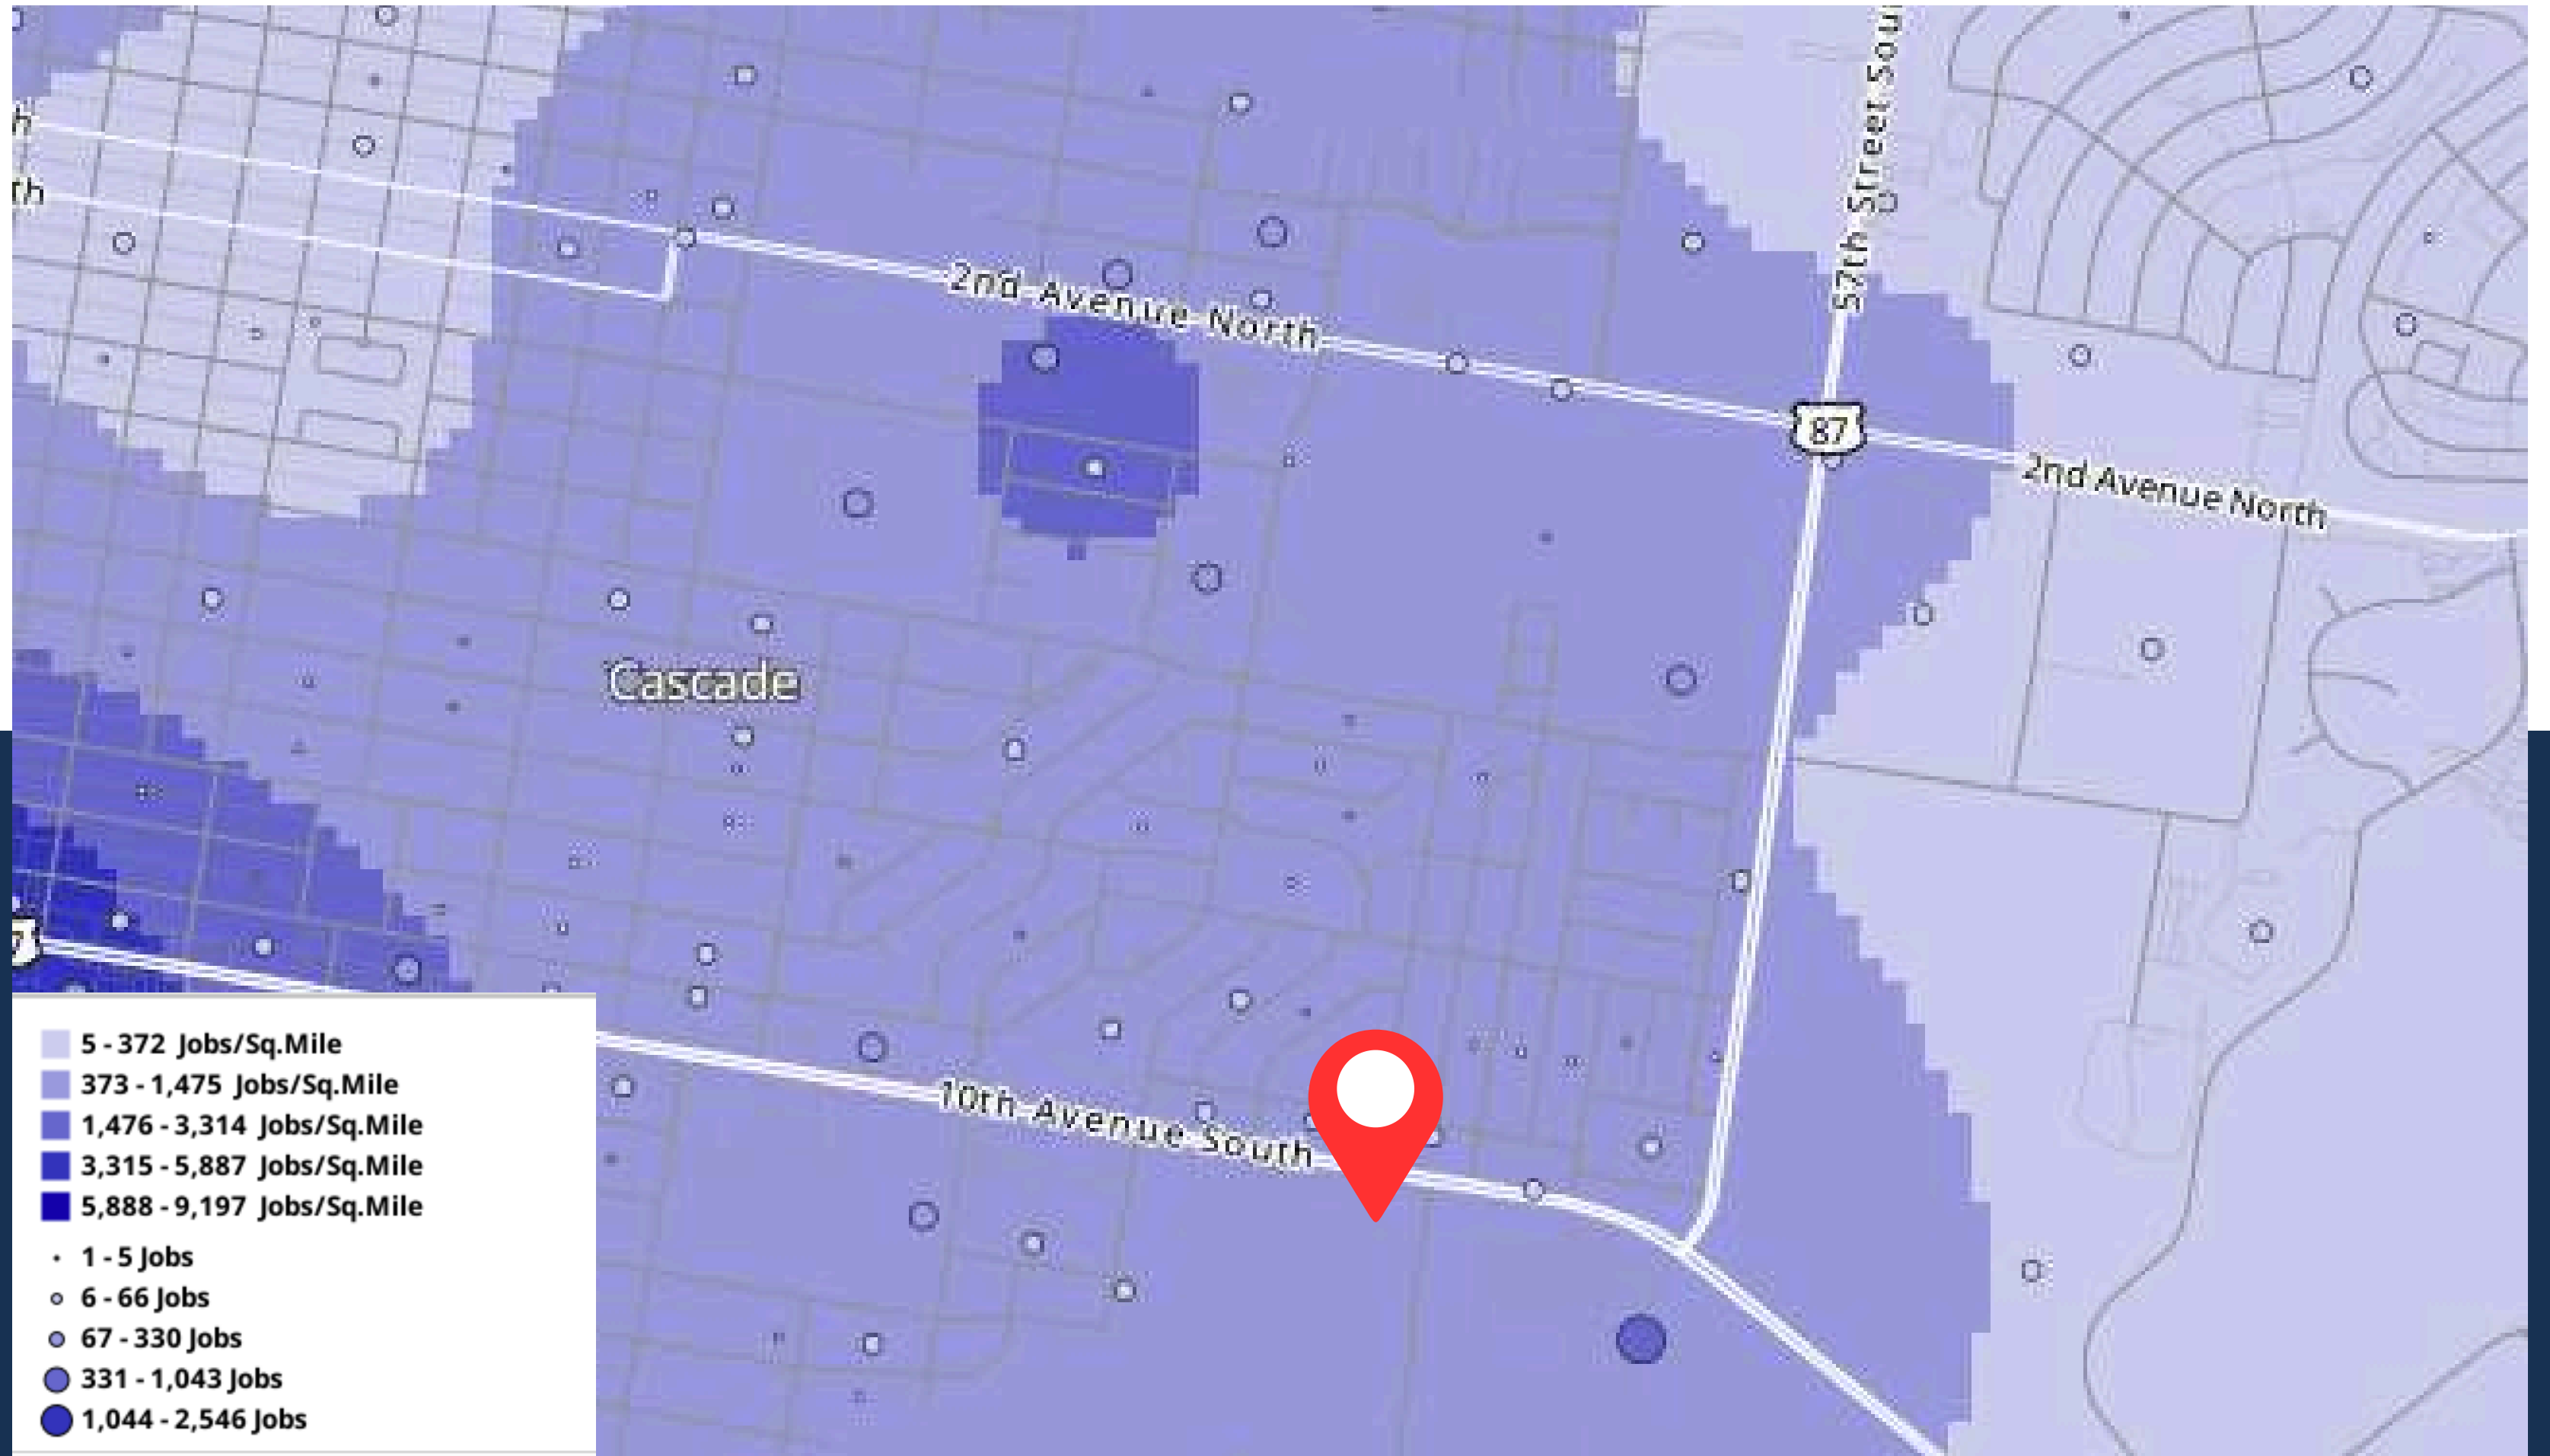 h
th
57th Street Sou
2nd Avenue North
87
2nd Avenue North
Cascade
7
10th Avenue South
5 - 372 Jobs/Sq.Mile
373 - 1,475 Jobs/Sq.Mile
1,476 - 3,314 Jobs/Sq.Mile
3,315 - 5,887 Jobs/Sq.Mile
5,888 - 9,197 Jobs/Sq.Mile
1 - 5 Jobs
6 - 66 Jobs
67 - 330 Jobs
331 - 1,043 Jobs
1,044 - 2,546 Jobs